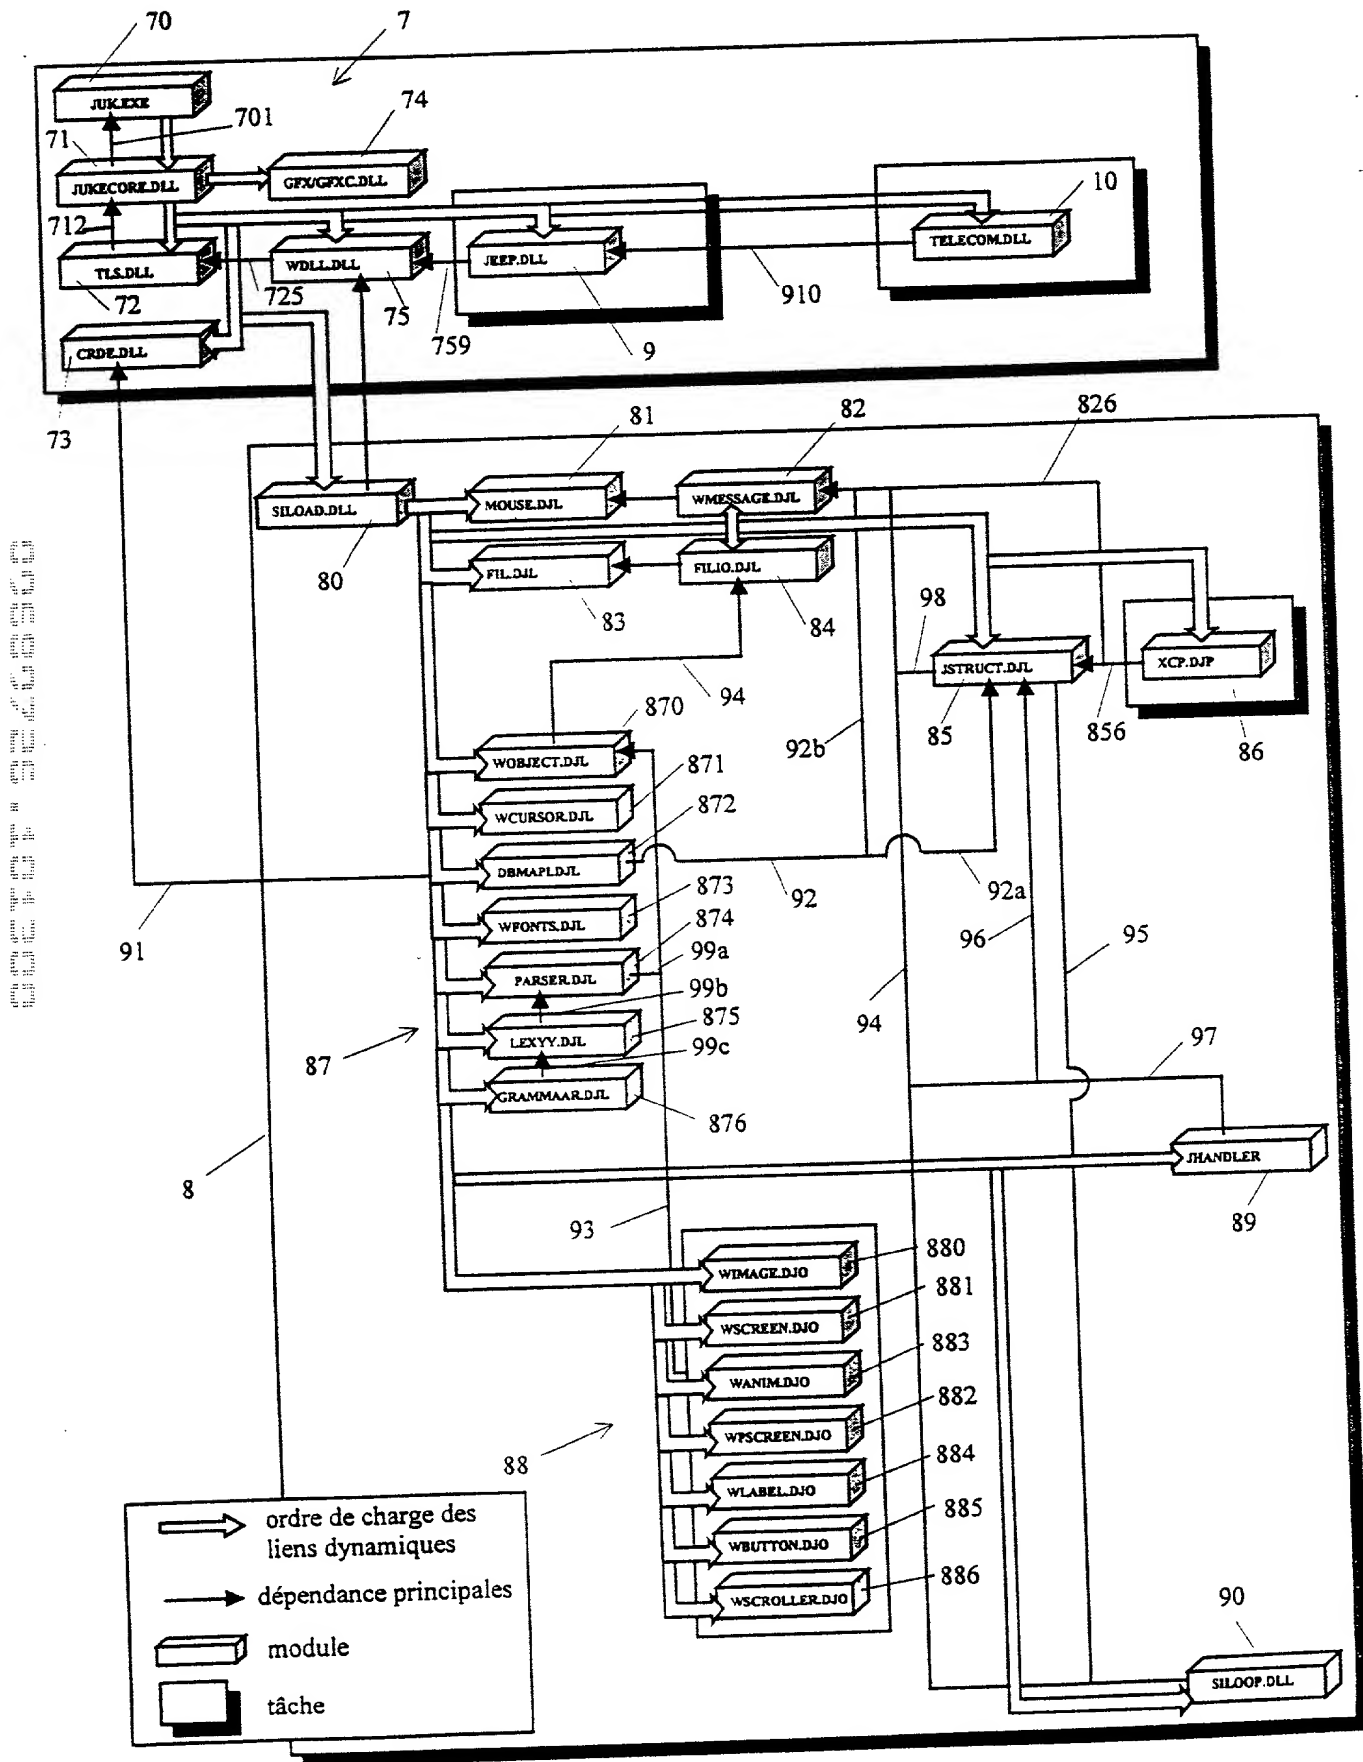 70
7
74
JUK.EXE
701
71
JUKECORE.DLL
GFX/GFXC.DLL
10
712
TELECOM.DLL
TLS.DLL
WDLL.DLL
JEEP.DLL
72
725
75
759
9
910
CRDE.DLL
73
81
82
826
SILOAD.DLL
MOUSE.DJL
WMESSAGE.DJL
80
FIL.DJL
FILIO.DJL
83
84
98
JSTRUCT.DJL
XCP.DJP
94
85
856
86
870
92b
WOBJECT.DJL
871
WCURSOR.DJL
872
DBMAPI.DJL
92
92a
91
873
WFONTS.DJL
874
99a
96
95
PARSER.DJL
99b
875
94
87
LEXYY.DJL
99c
97
GRAMMAAR.DJL
876
8
JHANDLER
89
93
880
WIMAGE.DJO
881
WSCREEN.DJO
883
WANIM.DJO
882
WPSCREEN.DJO
88
884
WLABEL.DJO
885
WBUTTON.DJO
886
WSCROLLER.DJO
90
SILOOP.DLL
ordre de charge des
liens dynamiques
dépendance principales
module
tâche